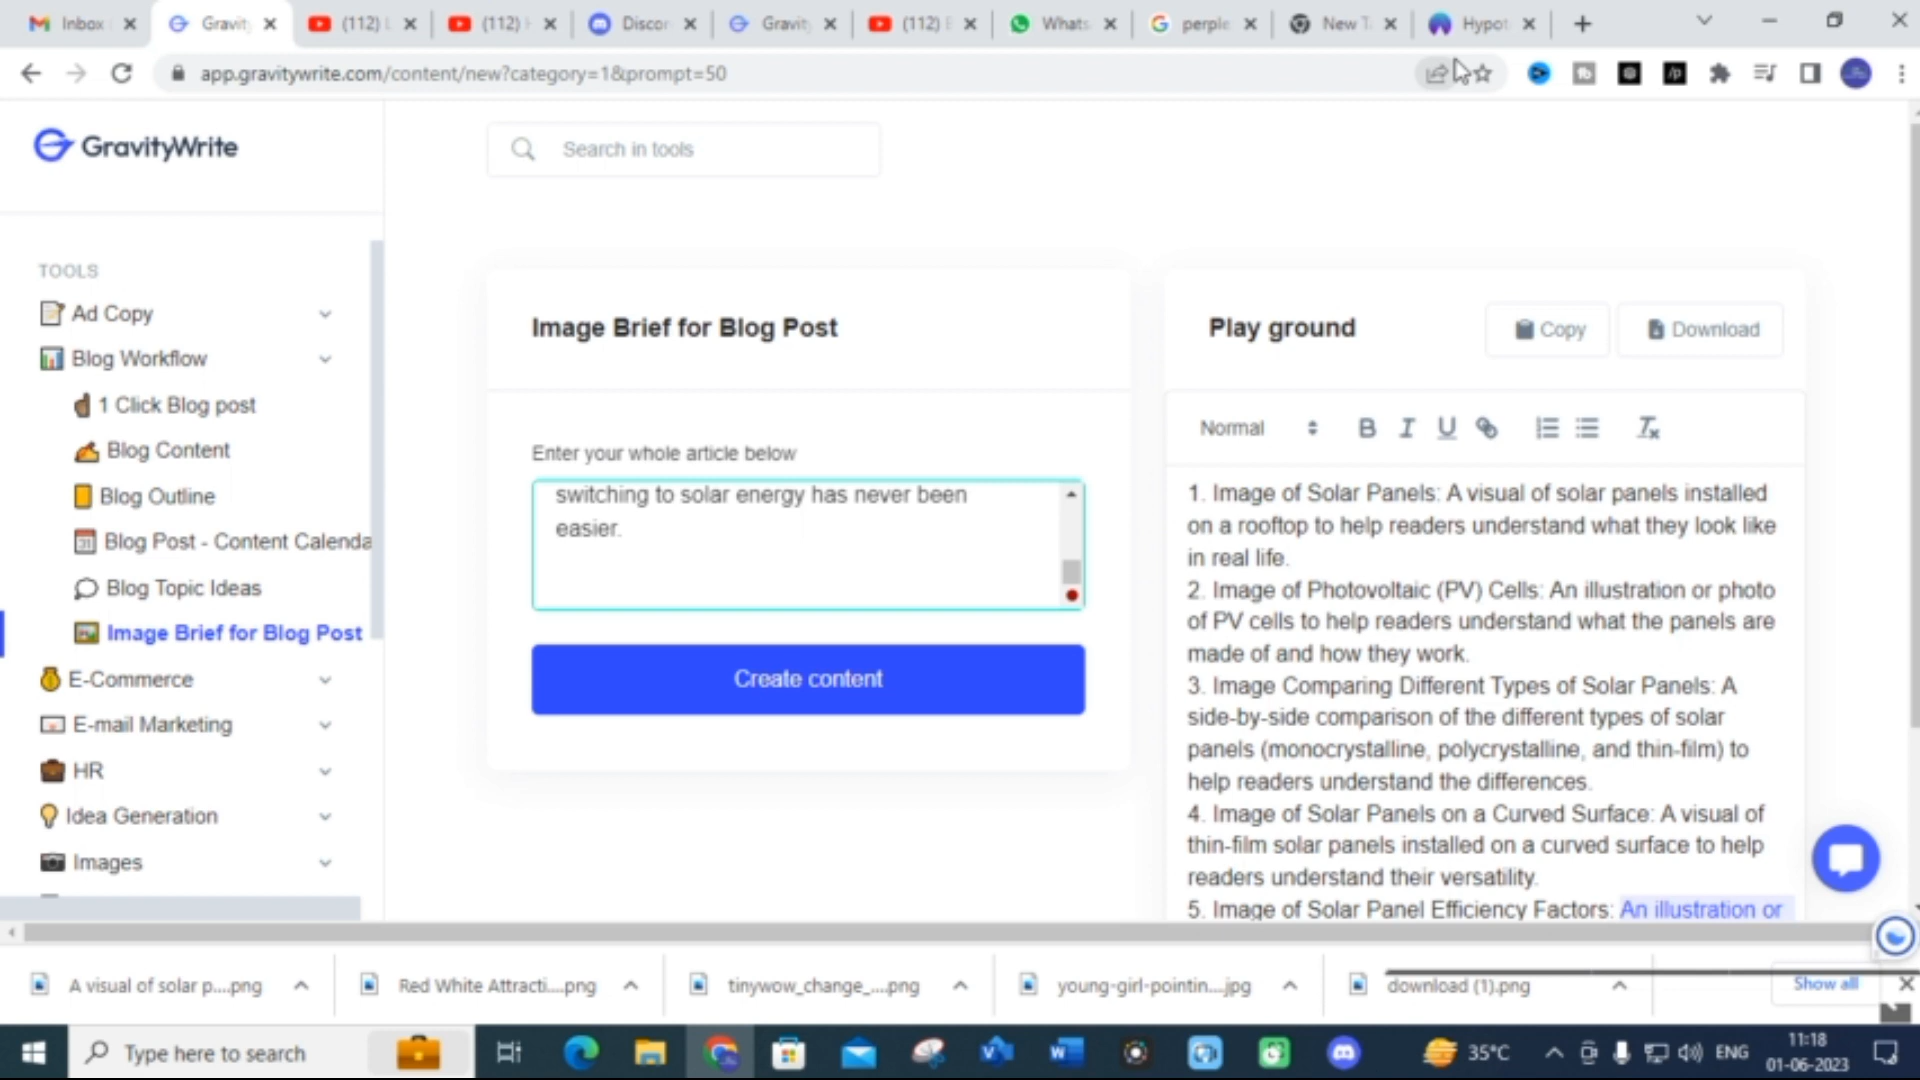 Inbox
Gravit
(112) L
(112)
Discor
Gravit
(112) E
Whats
perple
New T
Hypot
app.gravitywrite.com/content/new?category=1&prompt=50
GravityWrite
Search in tools
TOOLS
Ad Copy
Blog Workflow
1 Click Blog post
Blog Content
Blog Outline
Blog Post - Content Calenda
Blog Topic Ideas
Image Brief for Blog Post
E-Commerce
E-mail Marketing
HR
Idea Generation
Images
Image Brief for Blog Post
Enter your whole article below
switching to solar energy has never been
easier.
Create content
Play ground
Copy
Download
Normal
1. Image of Solar Panels: A visual of solar panels installed
on a rooftop to help readers understand what they look like
in real life.
2. Image of Photovoltaic (PV) Cells: An illustration or photo
of PV cells to help readers understand what the panels are
made of and how they work.
3. Image Comparing Different Types of Solar Panels: A
side-by-side comparison of the different types of solar
panels (monocrystalline, polycrystalline, and thin-film) to
help readers understand the differences.
4. Image of Solar Panels on a Curved Surface: A visual of
thin-film solar panels installed on a curved surface to help
readers understand their versatility.
5. Image of Solar Panel Efficiency Factors: An illustration or
A visual of solar p....png
Red White Attracti....png
tinywow_change_....png
young-girl-pointin....jpg
download (1).png
Show all
Type here to search
35°C
ENG
11:18
01-06-2023